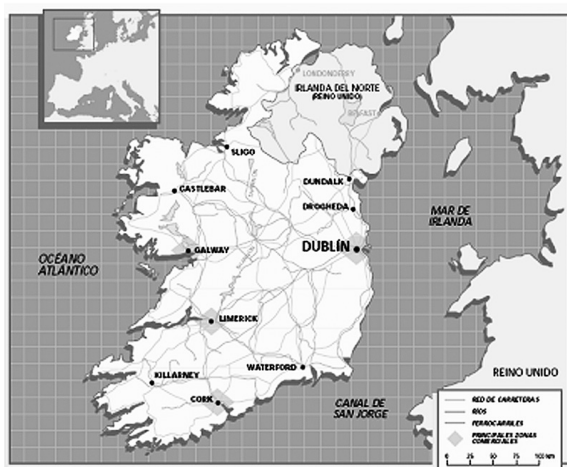 LONDONDERRY
IRLANDA DEL NORTE
(REINO UNIDO)
BELFAST
SLIGO
CASTLEBAR
DUNDALK
DROGHEDA
MAR DE
IRLANDA
DUBLÍN
GALWAY
OCÉANO
ATLÁNTICO
LIMERICK
WATERFORD
KILLARNEY
CORK
REINO UNIDO
CANAL DE
SAN JORGE
RED DE CARRETERAS
RÍOS
FERROCARRILES
PRINCIPALES ZONAS
COMERCIALES
0 25 50 75 100 km